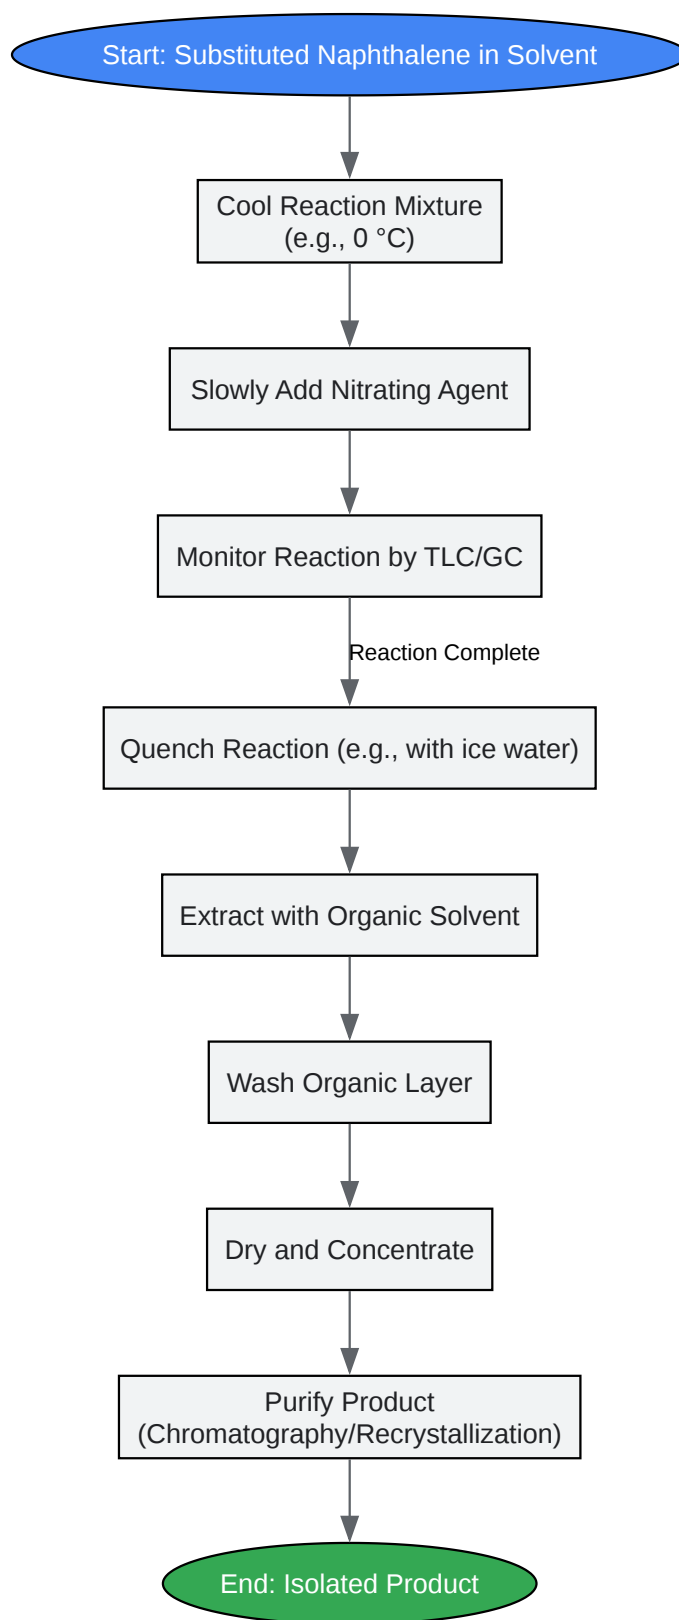 Start: Substituted Naphthalene in Solvent
Cool Reaction Mixture
(e.g., 0 °C)
Slowly Add Nitrating Agent
Monitor Reaction by TLC/GC
Reaction Complete
Quench Reaction (e.g., with ice water)
Extract with Organic Solvent
Wash Organic Layer
Dry and Concentrate
Purify Product
(Chromatography/Recrystallization)
End: Isolated Product